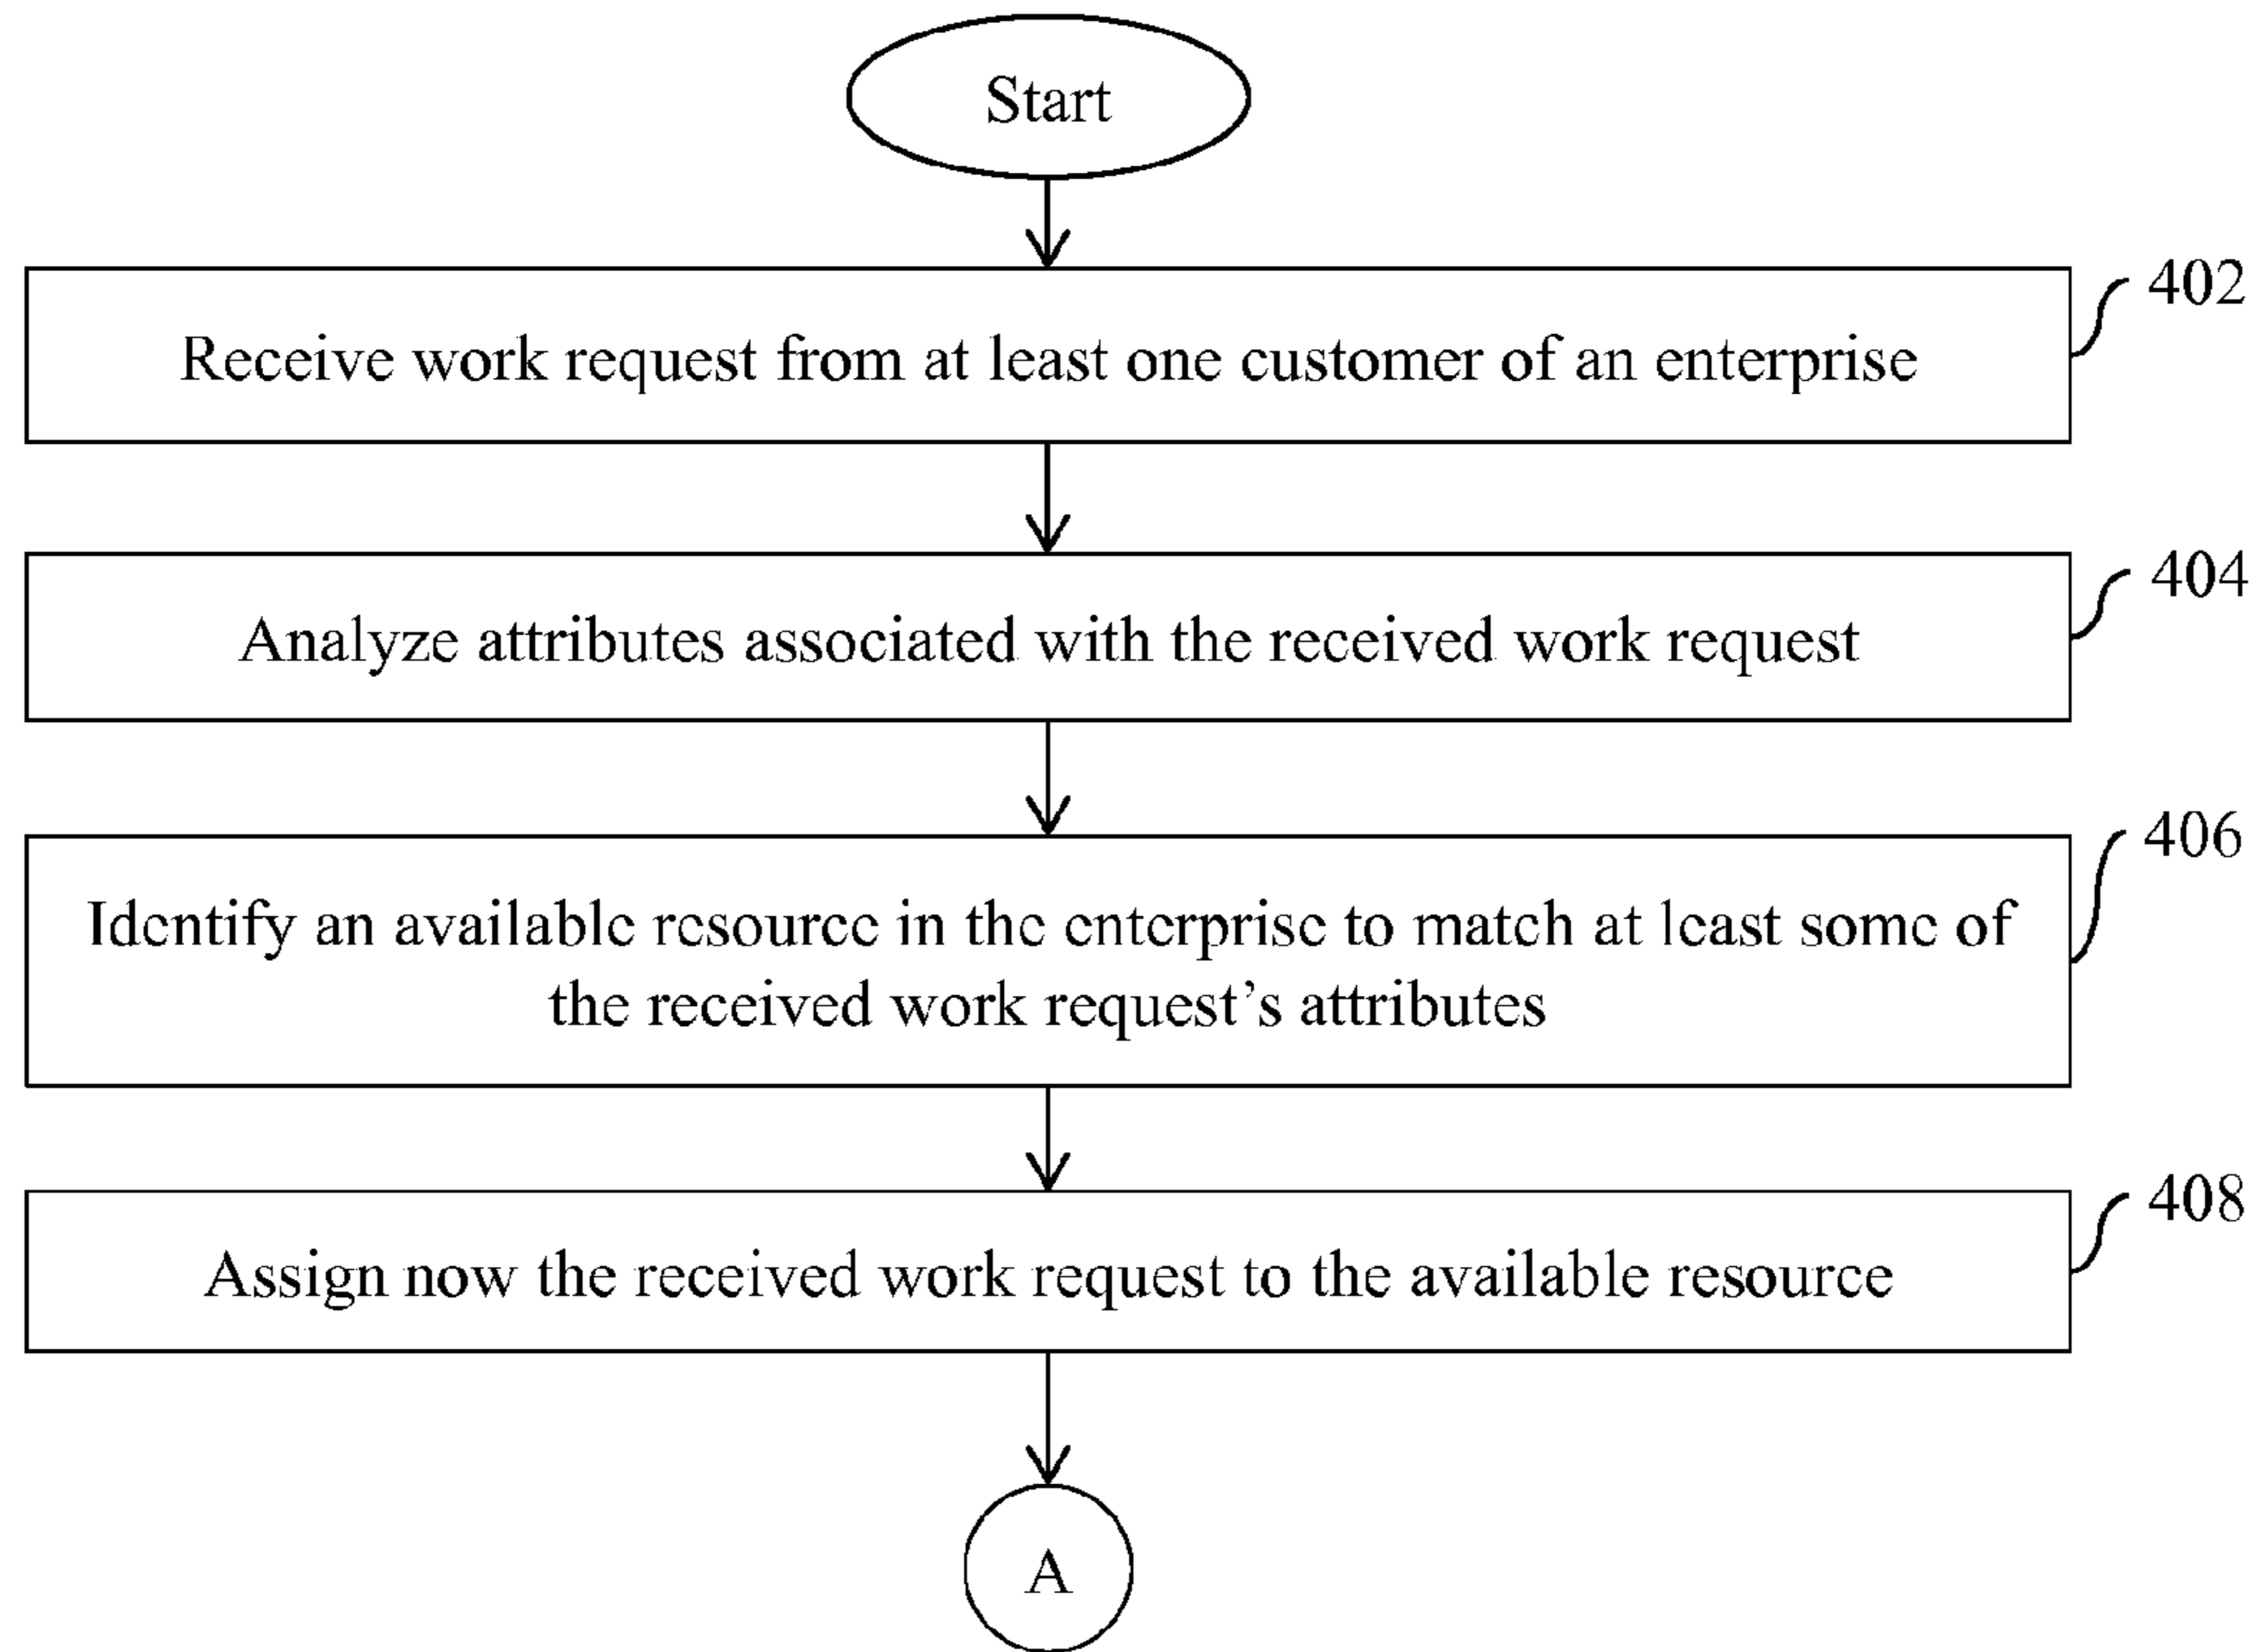 Start
402
Receive work request from at least one customer of an enterprise
404
Analyze attributes associated with the received work request
406
Identify an available resource in the enterprise to match at least some of
the received work request’s attributes
408
Assign now the received work request to the available resource
A